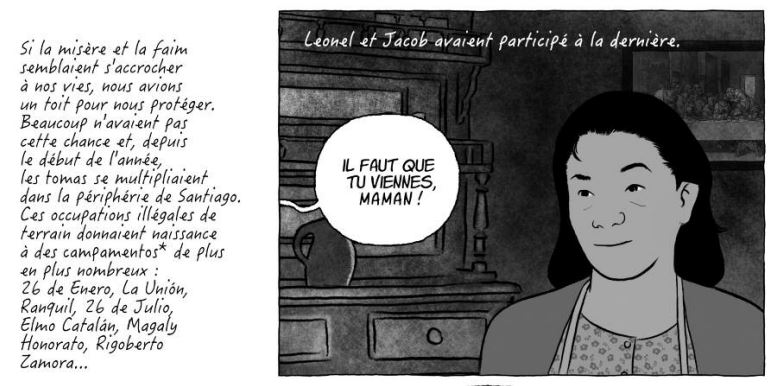 Si la misère et la faim
semblaient s'accrocher
à nos vies, nous avions
un toit pour nous protéger.
Beaucoup n'avaient pas
cette chance et, depuis
le début de l'année,
les tomas se multipliaient
dans la périphérie de Santiago.
Ces occupations illégales de
terrain donnaient naissance
à des campamentos* de plus
en plus nombreux :
26 de Enero, La Unión,
Ranquil, 26 de Julio,
Elmo Catalán, Magaly
Honorato, Rigoberto
Zamora...
Leonel et Jacob avaient participé à la dernière.
IL FAUT QUE
TU VIENNES,
MAMAN !